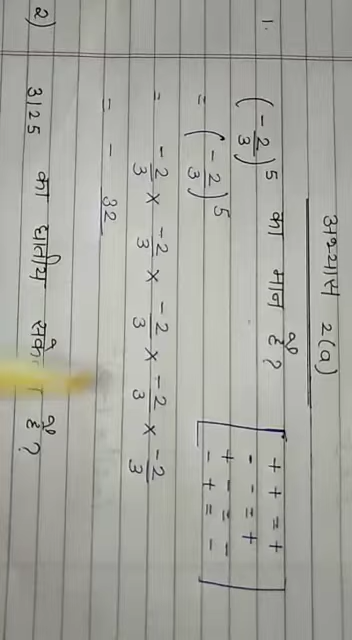 अभ्यास 2(a)
1. (-2/3)^5 का मान है?
+ + = +
- - = +
+ - = -
- + = -
= (-2/3)^5
= -2/3 × -2/3 × -2/3 × -2/3 × -2/3
= - 32
2) 3125 का घातीय है?